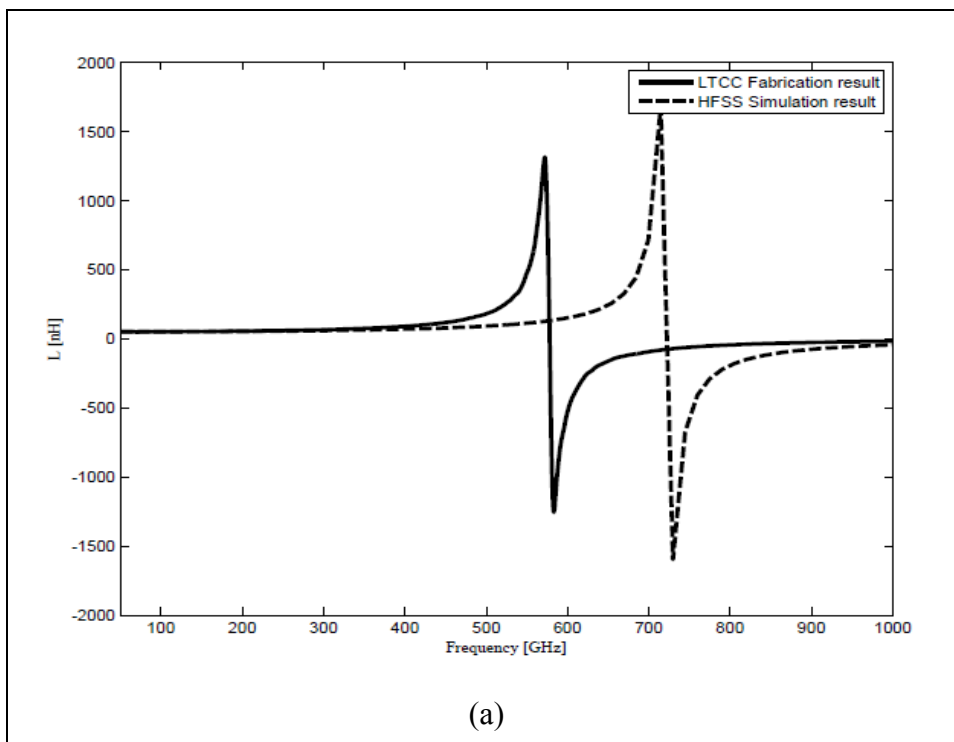 2000
1500
1000
500
0
-500
-1000
-1500
-2000
L [nH]
LTCC Fabrication result
HFSS Simulation result
100 200 300 400 500 600 700 800 900 1000
Frequency [GHz]
(a)